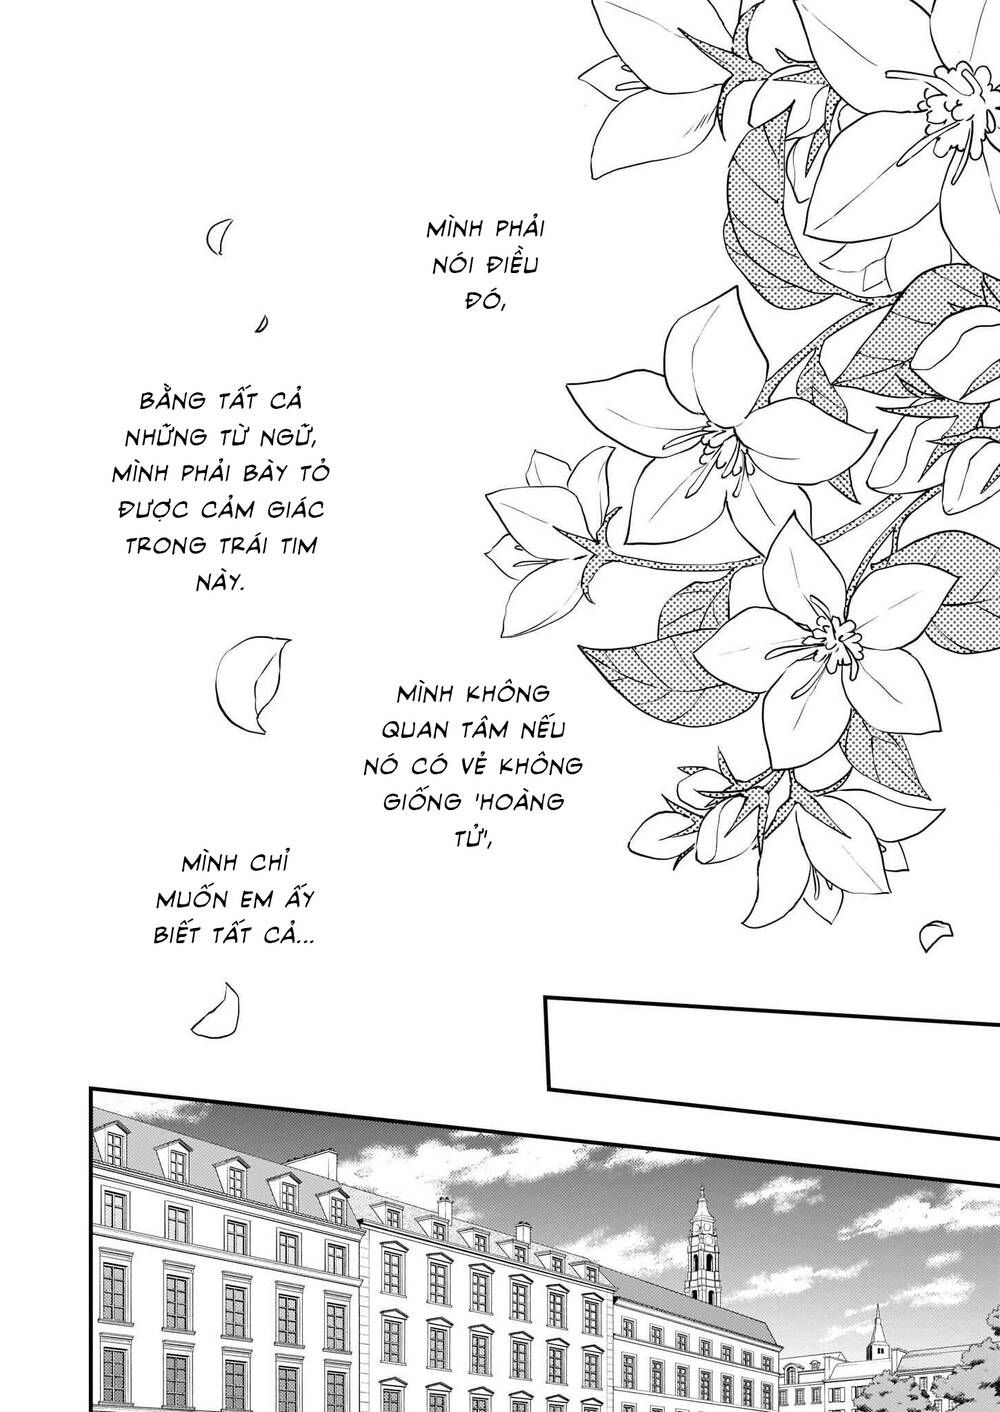 MÌNH PHẢI
NÓI ĐIỀU
ĐÓ,
BẰNG TẤT CẢ
NHỮNG TỪ NGỮ,
MÌNH PHẢI BÀY TỎ
ĐƯỢC CẢM GIÁC
TRONG TRÁI TIM
NÀY.
MÌNH KHÔNG
QUAN TÂM NẾU
NÓ CÓ VẺ KHÔNG
GIỐNG 'HOÀNG
TỬ',
MÌNH CHỈ
MUỐN EM ẤY
BIẾT TẤT CẢ...